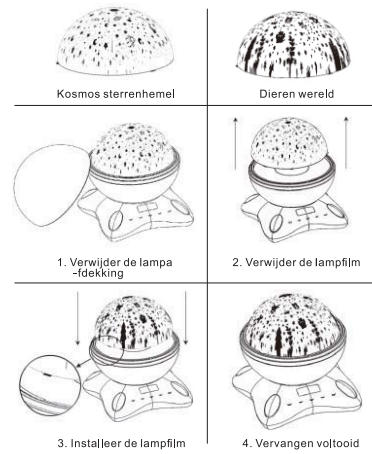 Kosmos sterrenhemel
Dieren wereld
1. Verwijder de lampa
-fdekking
2. Verwijder de lampfilm
3. Installeer de lampfilm
4. Vervangen voltooid